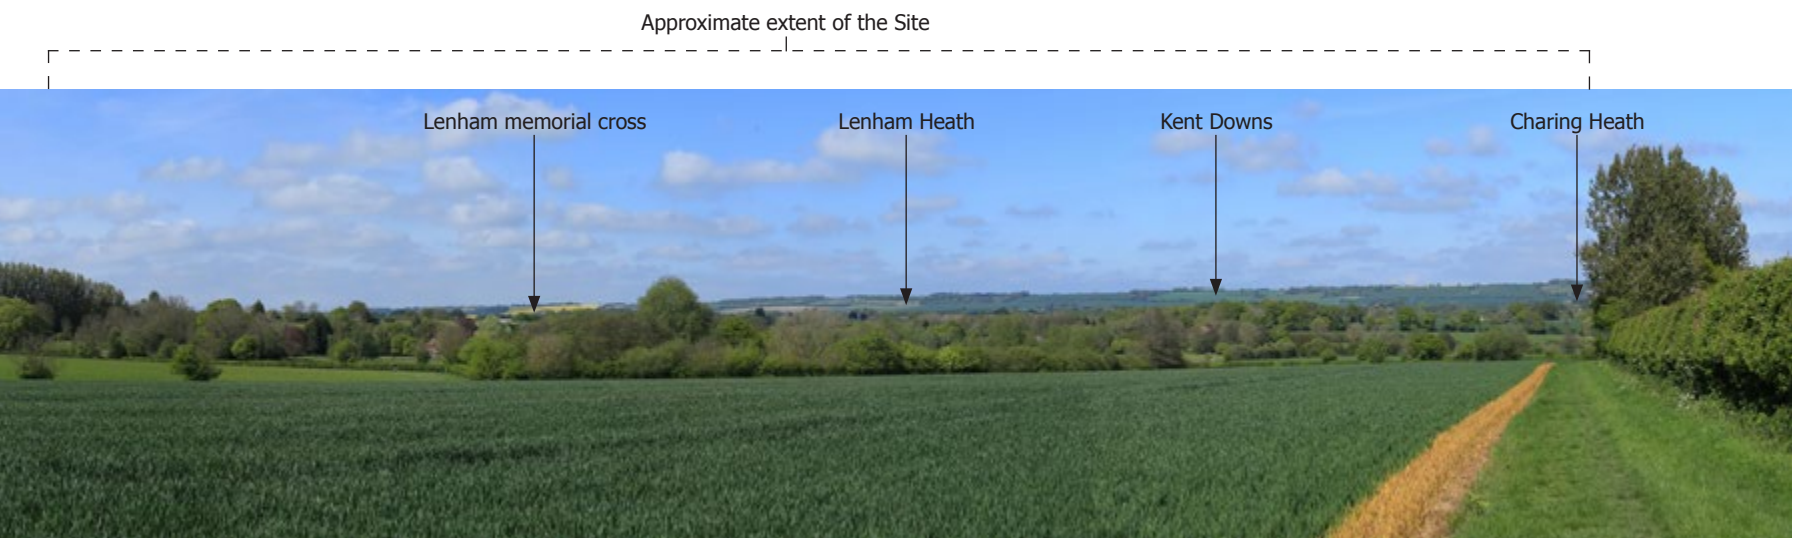 Approximate extent of the Site
Lenham memorial cross
Lenham Heath
Kent Downs
Charing Heath